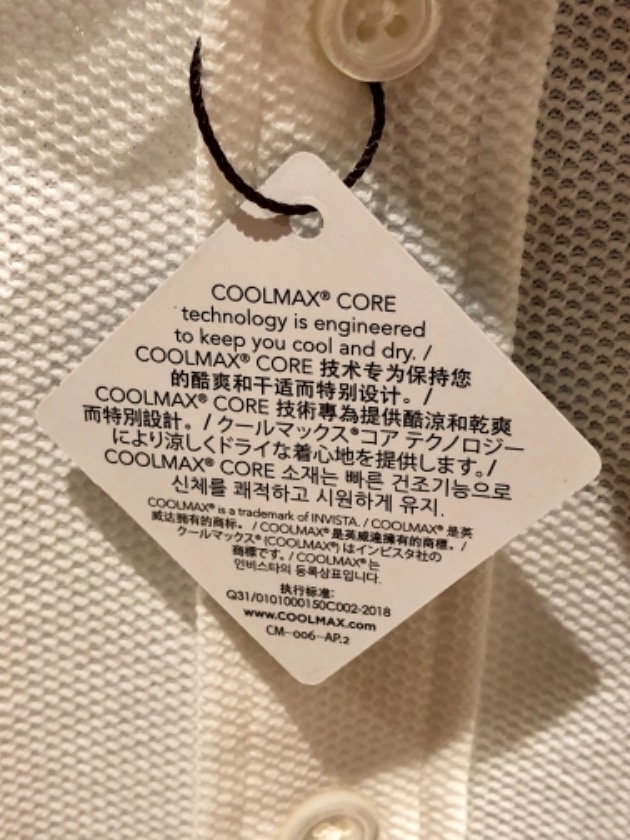 COOLMAX® CORE
technology is engineered
to keep you cool and dry. /
COOLMAX® CORE 技术专为保持您
的酷爽和干适而特别设计。/
COOLMAX® CORE 技術專為提供酷涼和乾爽
而特別設計。/ クールマックス®コア テクノロジー
により涼しくドライな着心地を提供します。/
COOLMAX® CORE 소재는 빠른 건조기능으로
신체를 쾌적하고 시원하게 유지.
COOLMAX® is a trademark of INVISTA. / COOLMAX® 是英
威达拥有的商标。 / COOLMAX® 是英威達擁有的商標。/
クールマックス® (COOLMAX®) はインビスタ社の
商標です。/ COOLMAX® 는
인비스타의 등록상표입니다.
执行标准:
Q31/0101000150C002-2018
www.COOLMAX.com
CM-006-AP.2